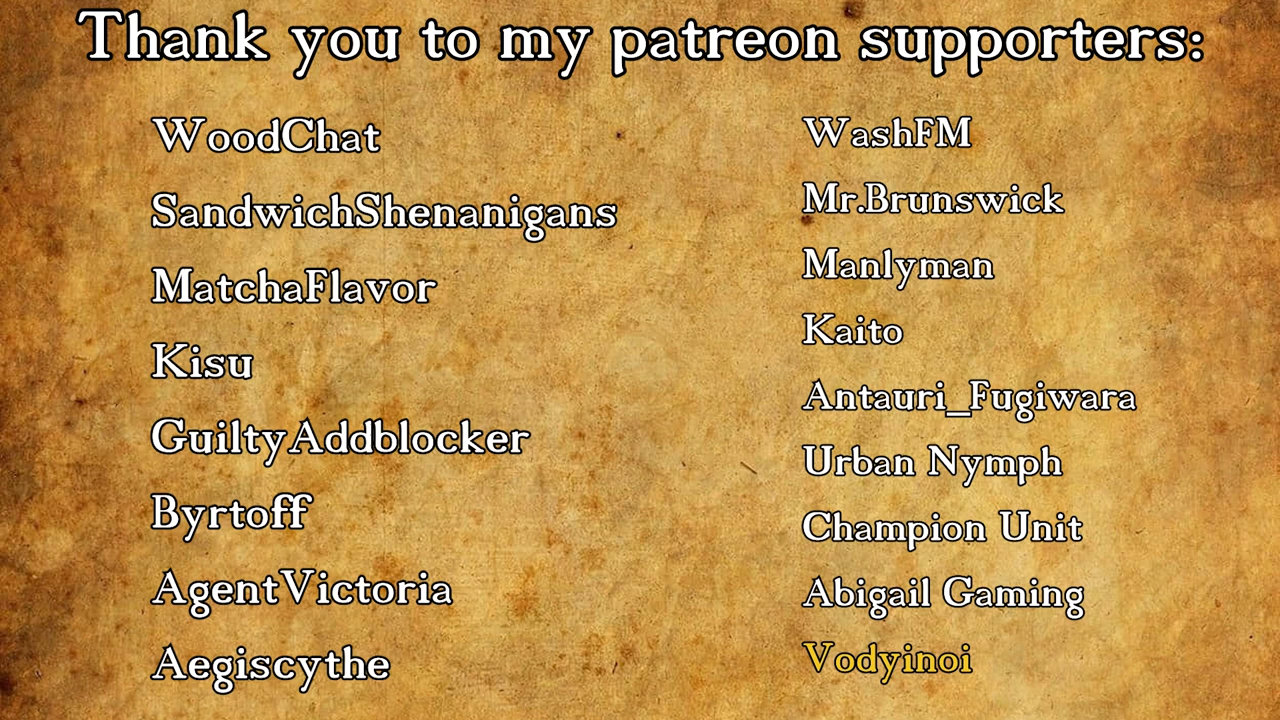 Thank you to my patreon supporters:
WoodChat
SandwichShenanigans
MatchaFlavor
Kisu
GuiltyAddblocker
Byrtoff
AgentVictoria
Aegiscythe
WashFM
Mr.Brunswick
Manlyman
Kaito
Antauri_Fugiwara
Urban Nymph
Champion Unit
Abigail Gaming
Vodyinoi